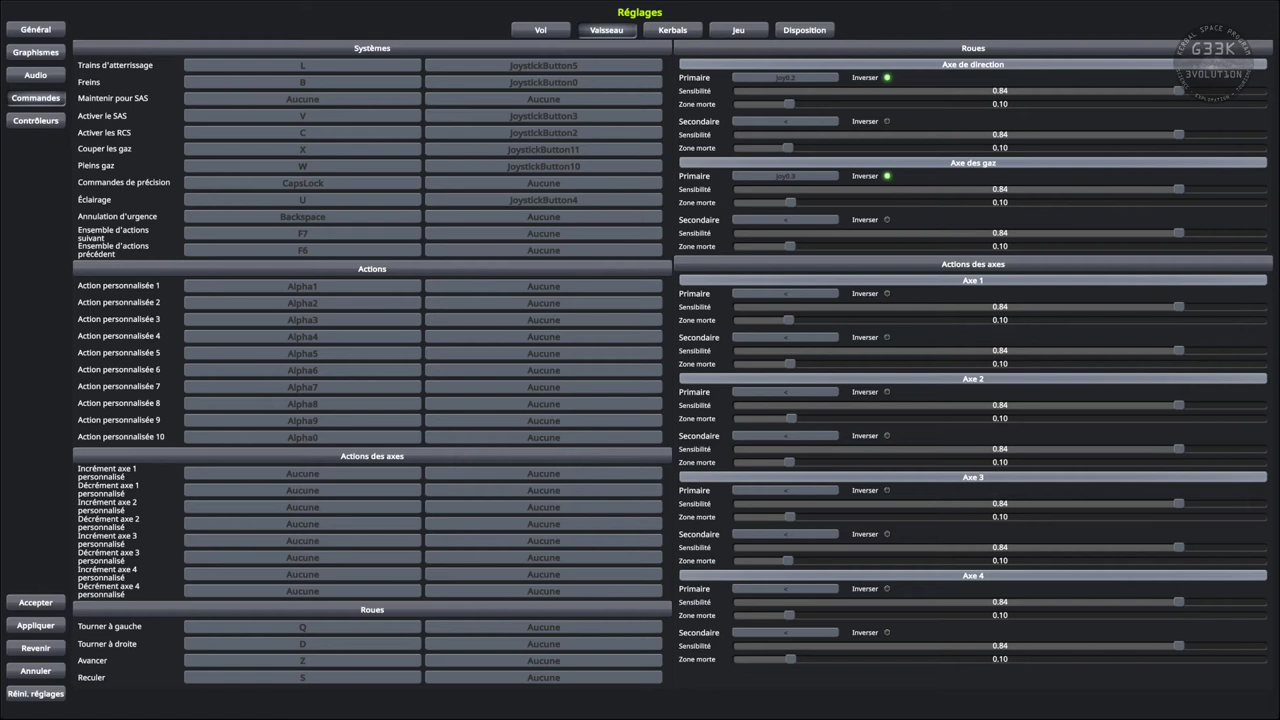 Réglages
Général
Graphismes
Audio
Commandes
Contrôleurs
Vol
Vaisseau
Kerbals
Jeu
Disposition
KERBAL SPACE PROGRAM
G33K
3VOLUT1ON
Systèmes
Trains d'atterrissage L JoystickButton5
Freins B JoystickButton0
Maintenir pour SAS Aucune Aucune
Activer le SAS V JoystickButton3
Activer les RCS C JoystickButton2
Couper les gaz X JoystickButton11
Pleins gaz W JoystickButton10
Commandes de précision CapsLock Aucune
Éclairage U JoystickButton4
Annulation d'urgence Backspace Aucune
Ensemble d'actions
suivant F7 Aucune
Ensemble d'actions
précédent F6 Aucune
Actions
Action personnalisée 1 Alpha1 Aucune
Action personnalisée 2 Alpha2 Aucune
Action personnalisée 3 Alpha3 Aucune
Action personnalisée 4 Alpha4 Aucune
Action personnalisée 5 Alpha5 Aucune
Action personnalisée 6 Alpha6 Aucune
Action personnalisée 7 Alpha7 Aucune
Action personnalisée 8 Alpha8 Aucune
Action personnalisée 9 Alpha9 Aucune
Action personnalisée 10 Alpha0 Aucune
Actions des axes
Incrément axe 1
personnalisé Aucune Aucune
Décrément axe 1
personnalisé Aucune Aucune
Incrément axe 2
personnalisé Aucune Aucune
Décrément axe 2
personnalisé Aucune Aucune
Incrément axe 3
personnalisé Aucune Aucune
Décrément axe 3
personnalisé Aucune Aucune
Incrément axe 4
personnalisé Aucune Aucune
Décrément axe 4
personnalisé Aucune Aucune
Roues
Tourner à gauche Q Aucune
Tourner à droite D Aucune
Avancer Z Aucune
Reculer S Aucune
Roues
Axe de direction
Primaire Joy0.2 Inverser
Sensibilité 0.84
Zone morte 0.10
Secondaire < Inverser
Sensibilité 0.84
Zone morte 0.10
Axe des gaz
Primaire Inverser
Sensibilité 0.84
Zone morte 0.10
Secondaire < Inverser
Sensibilité 0.84
Zone morte 0.10
Actions des axes
Axe 1
Primaire < Inverser
Sensibilité 0.84
Zone morte 0.10
Secondaire < Inverser
Sensibilité 0.84
Zone morte 0.10
Axe 2
Primaire < Inverser
Sensibilité 0.84
Zone morte 0.10
Secondaire < Inverser
Sensibilité 0.84
Zone morte 0.10
Axe 3
Primaire < Inverser
Sensibilité 0.84
Zone morte 0.10
Secondaire < Inverser
Sensibilité 0.84
Zone morte 0.10
Axe 4
Primaire < Inverser
Sensibilité 0.84
Zone morte 0.10
Secondaire < Inverser
Sensibilité 0.84
Zone morte 0.10
Accepter
Appliquer
Revenir
Annuler
Réini. réglages